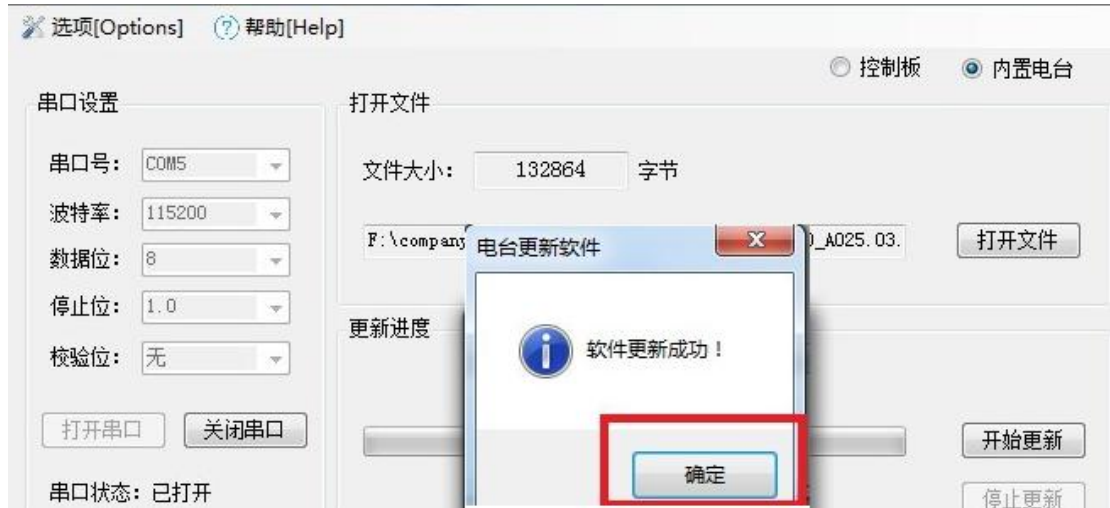 选项[Options] 帮助[Help]
控制板 内置电台
串口设置
串口号： COM5
波特率： 115200
数据位： 8
停止位： 1.0
校验位： 无
打开串口 关闭串口
串口状态：已打开
打开文件
文件大小： 132864 字节
F:\company
_A025.03.
打开文件
更新进度
开始更新
停止更新
电台更新软件
软件更新成功！
确定